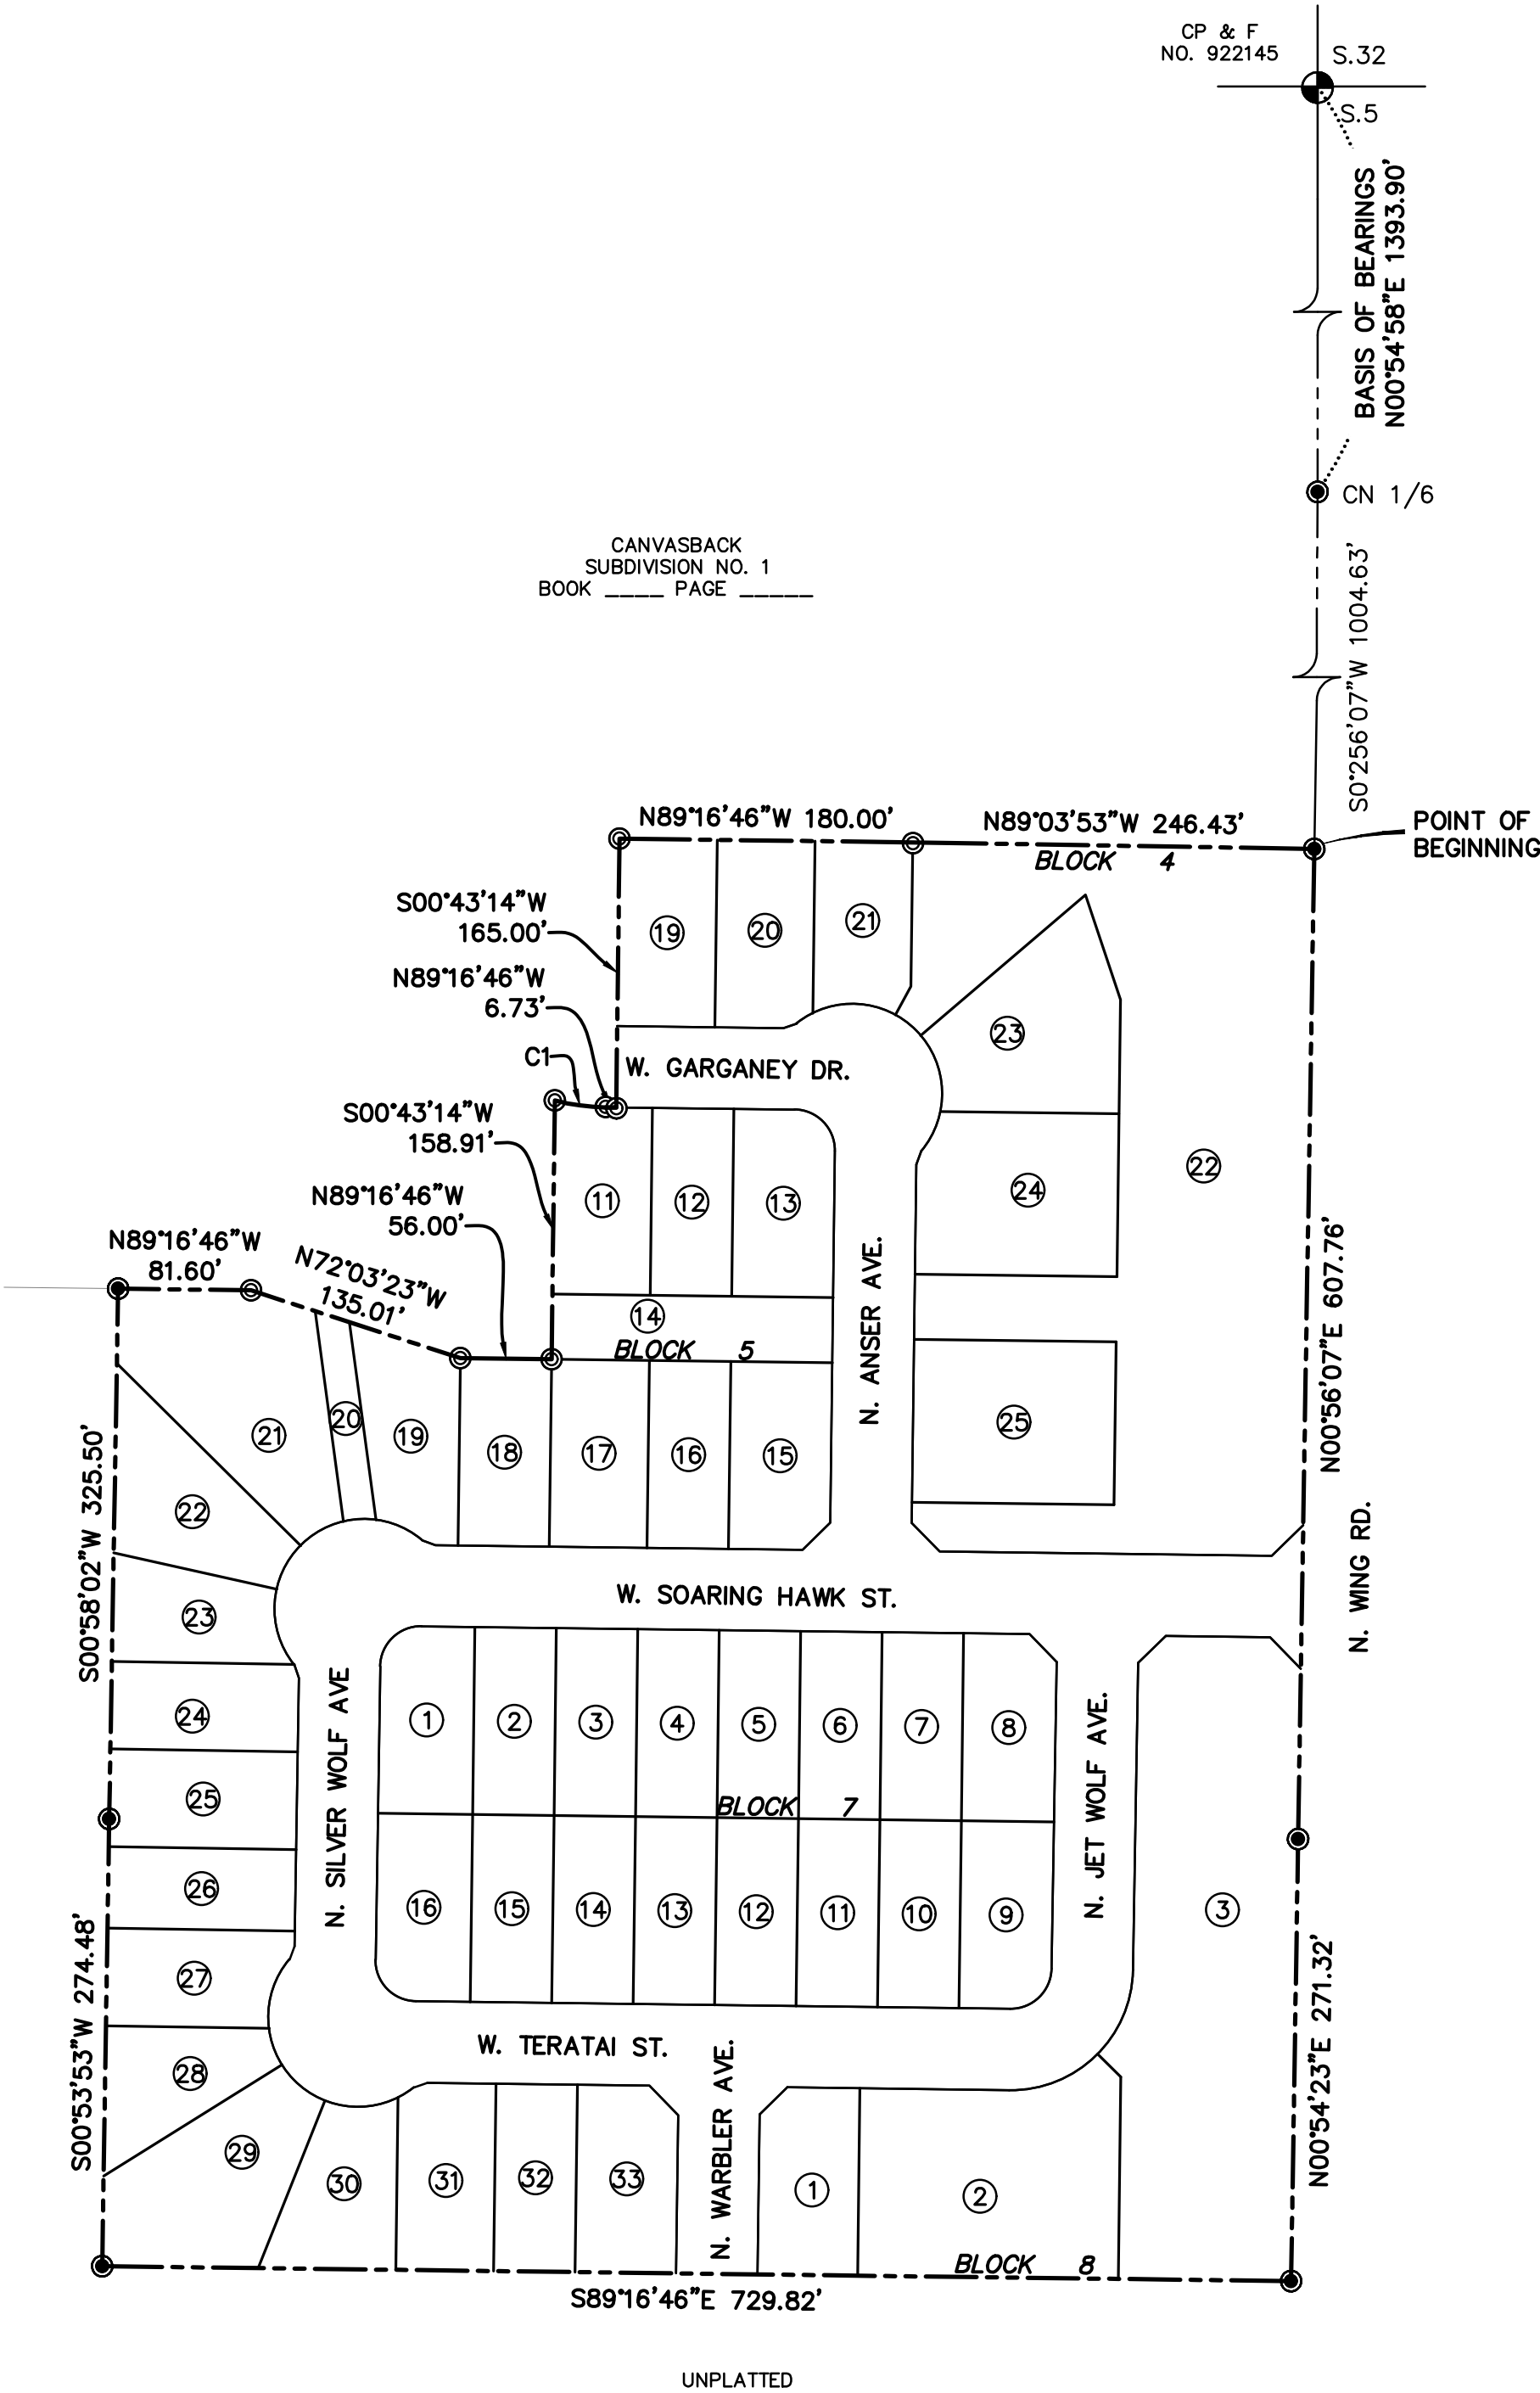 CP & F
NO. 922145
S.32
S.5
BASIS OF BEARINGS
N00°54'58"E 1393.90'
CN 1/6
CANVASBACK
SUBDIVISION NO. 1
BOOK ____ PAGE _____
S0°256'07"W 1004.63'
N89°16'46"W 180.00'
N89°03'53"W 246.43'
POINT OF
BEGINNING
BLOCK 4
S00°43'14"W
165.00'
19
20
21
N89°16'46"W
6.73'
23
C1
W. GARGANEY DR.
S00°43'14"W
158.91'
22
N89°16'46"W
56.00'
11
12
13
24
N89°16'46"W
81.60'
N72°03'23"W
135.01'
14
BLOCK 5
N. ANSER AVE.
N00°56'07"E 607.76'
21
20
19
18
17
16
15
25
S00°58'02"W 325.50'
22
N. WING RD.
W. SOARING HAWK ST.
23
24
N. SILVER WOLF AVE
1
2
3
4
5
6
7
8
N. JET WOLF AVE.
25
BLOCK 7
26
16
15
14
13
12
11
10
9
3
27
S00°53'53"W 274.48'
N00°54'23"E 271.32'
W. TERATAI ST.
28
N. WARBLER AVE.
29
30
31
32
33
1
2
BLOCK 8
S89°16'46"E 729.82'
UNPLATTED